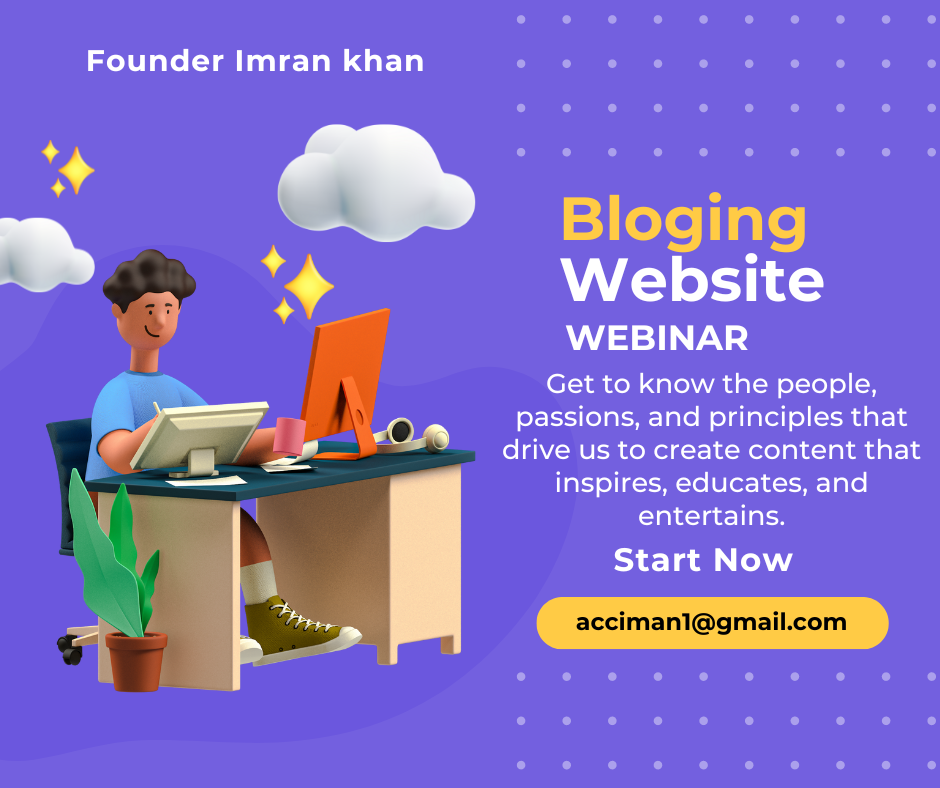 Founder Imran khan
Bloging
Website
WEBINAR
Get to know the people,
passions, and principles that
drive us to create content that
inspires, educates, and
entertains.
Start Now
acciman1@gmail.com